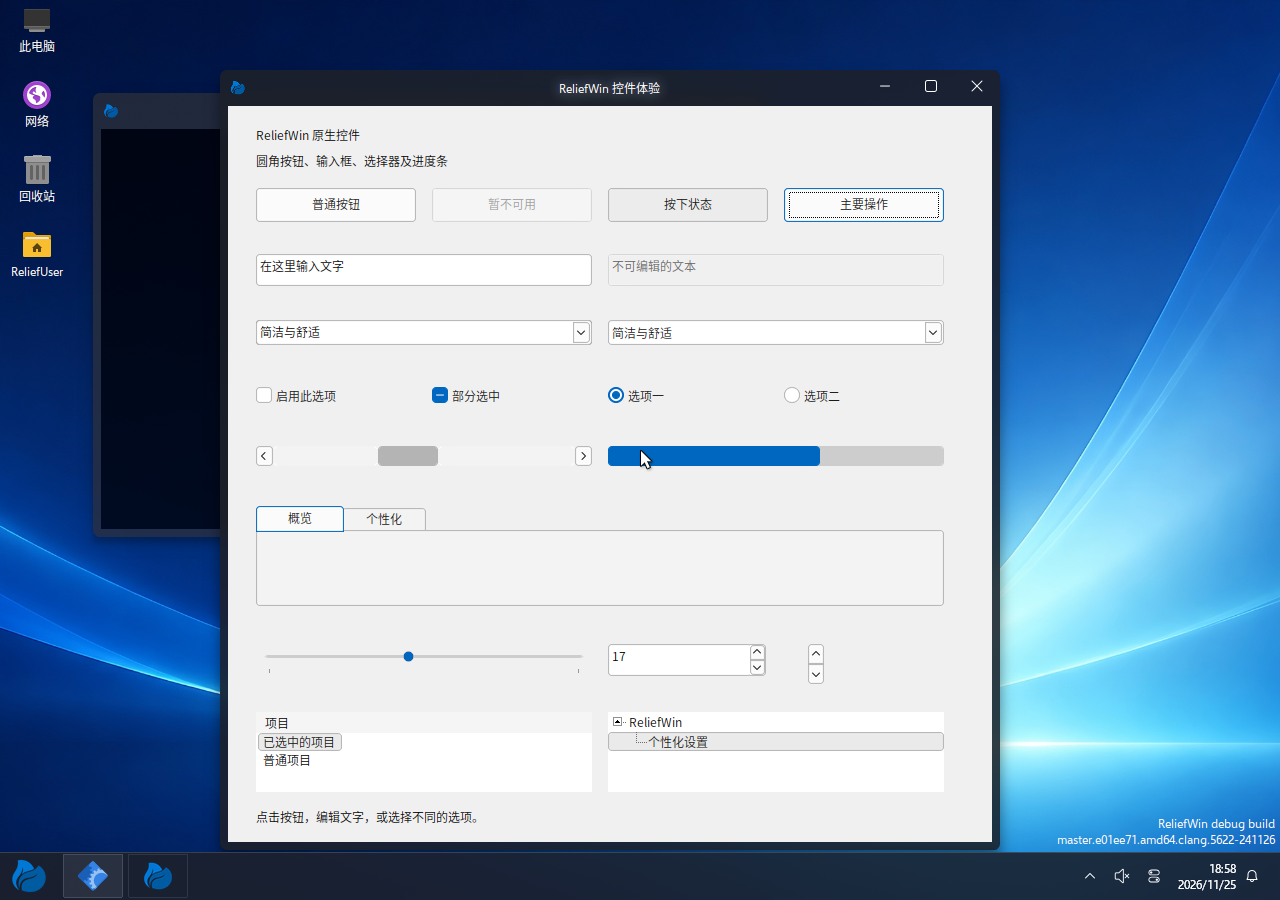 此电脑
网络
回收站
ReliefUser
ReliefWin 控件体验
ReliefWin 原生控件
圆角按钮、输入框、选择器及进度条
普通按钮
暂不可用
按下状态
主要操作
在这里输入文字
不可编辑的文本
简洁与舒适
简洁与舒适
启用此选项
部分选中
选项一
选项二
概览
个性化
17
项目
已选中的项目
普通项目
ReliefWin
个性化设置
点击按钮，编辑文字，或选择不同的选项。
ReliefWin debug build
master.e01ee71.amd64.clang.5622-241126
18:58
2026/11/25